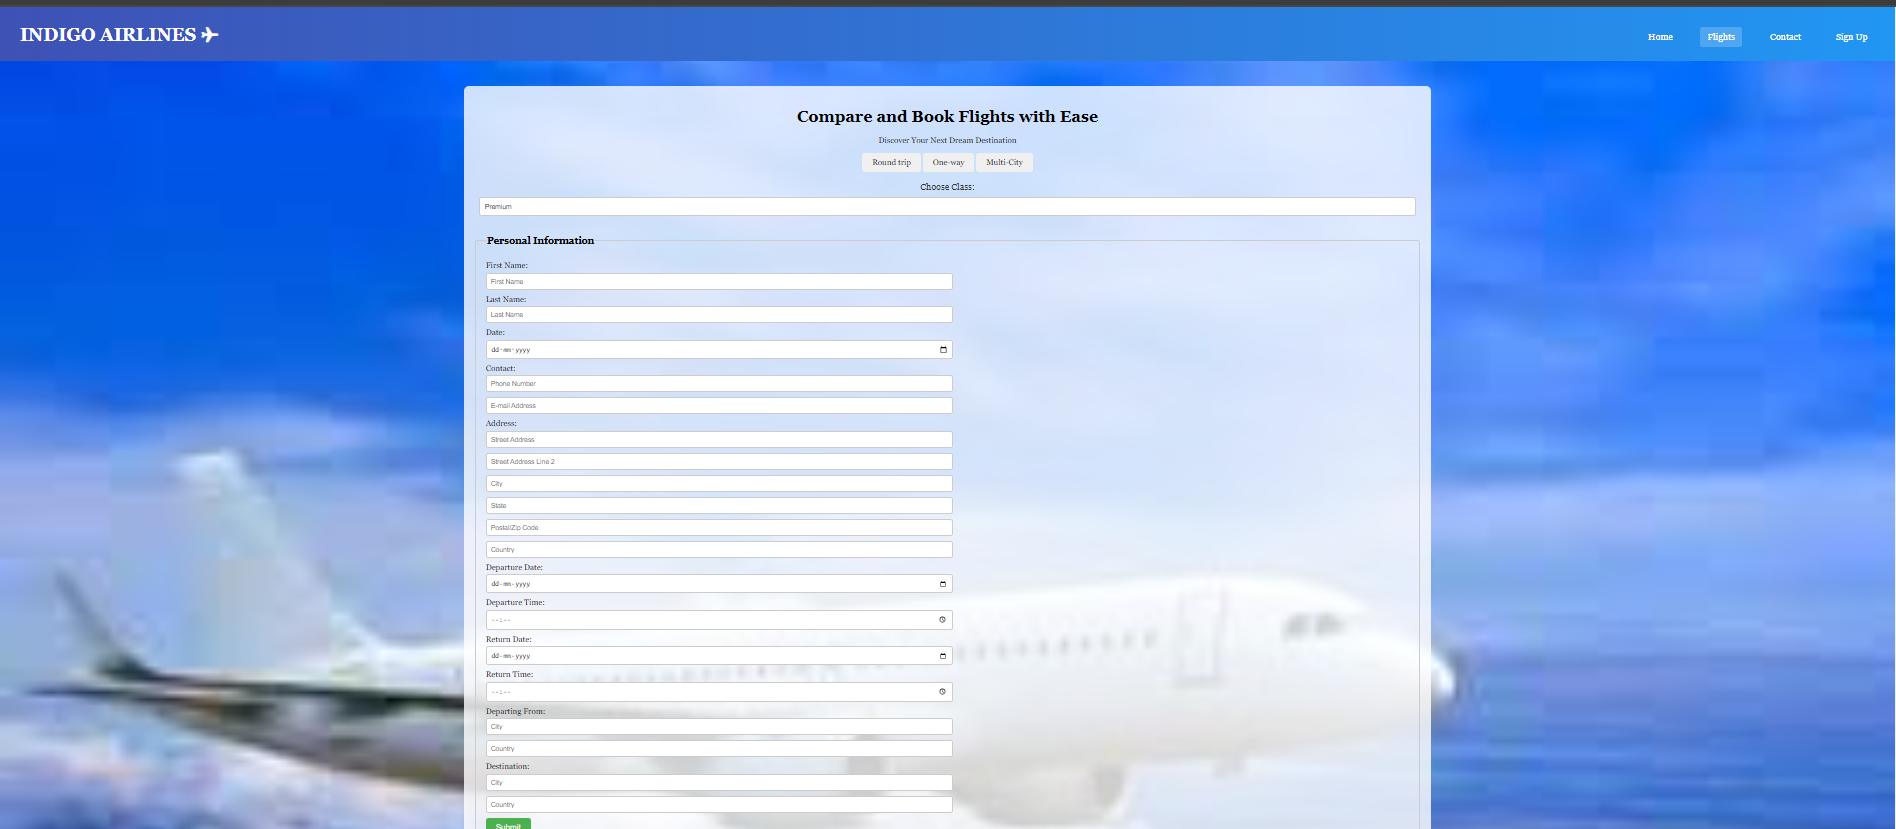 INDIGO AIRLINES ✈
Home Flights Contact Sign Up
Compare and Book Flights with Ease
Discover Your Next Dream Destination
Round trip One-way Multi-City
Choose Class:
Premium
Personal Information
First Name:
First Name
Last Name:
Last Name
Date:
dd-mm-yyyy
Contact:
Phone Number
E-mail Address
Address:
Street Address
Street Address Line 2
City
State
Postal/Zip Code
Country
Departure Date:
dd-mm-yyyy
Departure Time:
--:--
Return Date:
dd-mm-yyyy
Return Time:
--:--
Departing From:
City
Country
Destination:
City
Country
Submit